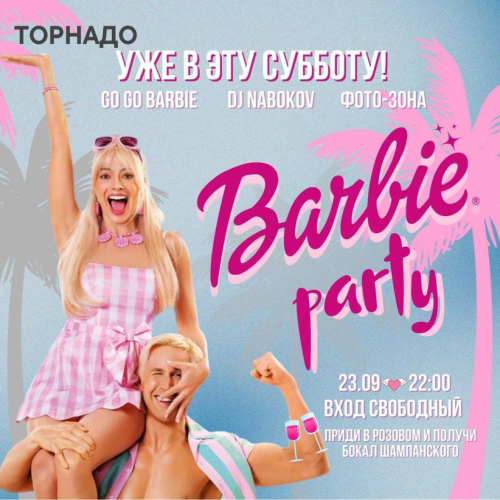 ТОРНАДО
УЖЕ В ЭТУ СУББОТУ!
GO GO BARBIE DJ NABOKOV ФОТО-ЗОНА
Barbie®
party
23.09 22:00
ВХОД СВОБОДНЫЙ
ПРИДИ В РОЗОВОМ И ПОЛУЧИ
БОКАЛ ШАМПАНСКОГО